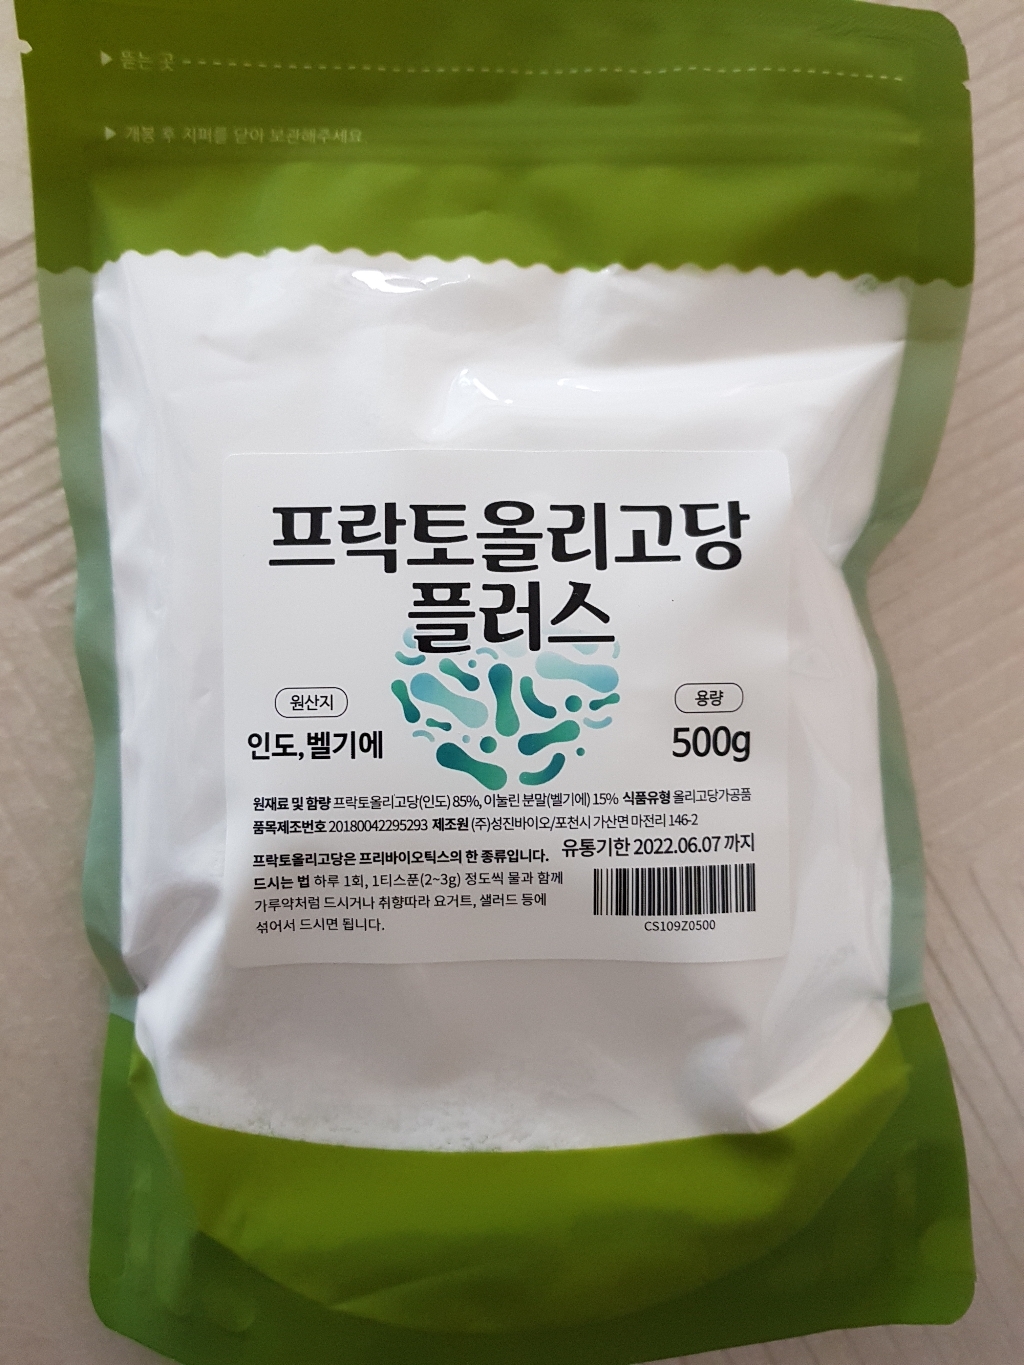 ▶ 뜯는 곳
▶ 개봉 후 지퍼를 닫아 보관해주세요
프락토올리고당
플러스
원산지
인도,벨기에
용량
500g
원재료 및 함량 프락토올리고당(인도) 85%, 이눌린 분말(벨기에) 15% 식품유형 올리고당가공품
품목제조번호 20180042295293 제조원 (주)성진바이오/포천시 가산면 마전리 146-2
프락토올리고당은 프리바이오틱스의 한 종류입니다.
드시는 법 하루 1회, 1티스푼(2~3g) 정도씩 물과 함께
가루약처럼 드시거나 취향따라 요거트, 샐러드 등에
섞어서 드시면 됩니다.
유통기한 2022.06.07 까지
CS109Z0500